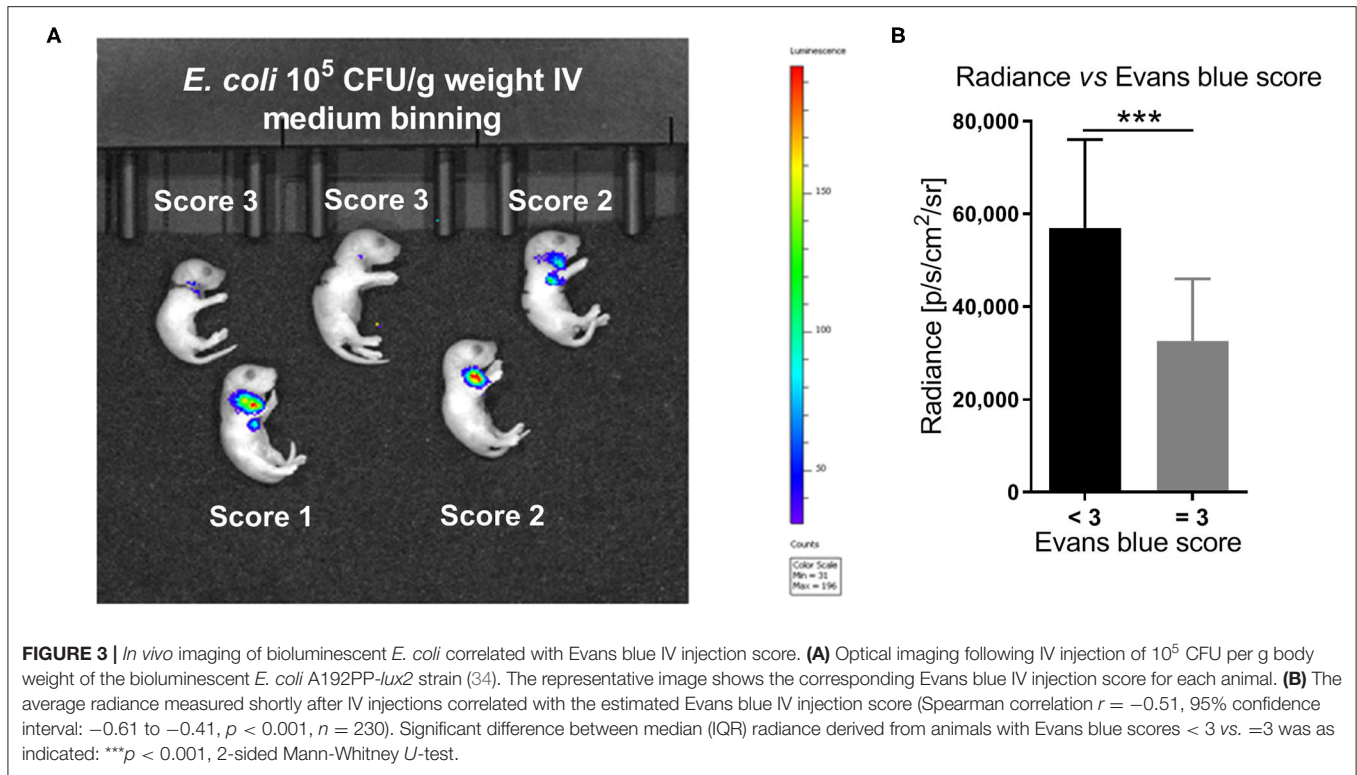 A
E. coli 10⁵ CFU/g weight IV
medium binning
Score 3
Score 3
Score 2
Score 1
Score 2
Luminescence
150
100
50
Counts
Color Scale
Min = 31
Max = 196
B
Radiance vs Evans blue score
***
80,000
60,000
40,000
20,000
0
Radiance [p/s/cm²/sr]
< 3
= 3
Evans blue score
FIGURE 3 | In vivo imaging of bioluminescent E. coli correlated with Evans blue IV injection score. (A) Optical imaging following IV injection of 10⁵ CFU per g body
weight of the bioluminescent E. coli A192PP-lux2 strain (34). The representative image shows the corresponding Evans blue IV injection score for each animal. (B) The
average radiance measured shortly after IV injections correlated with the estimated Evans blue IV injection score (Spearman correlation r = −0.51, 95% confidence
interval: −0.61 to −0.41, p < 0.001, n = 230). Significant difference between median (IQR) radiance derived from animals with Evans blue scores < 3 vs. =3 was as
indicated: ***p < 0.001, 2-sided Mann-Whitney U-test.